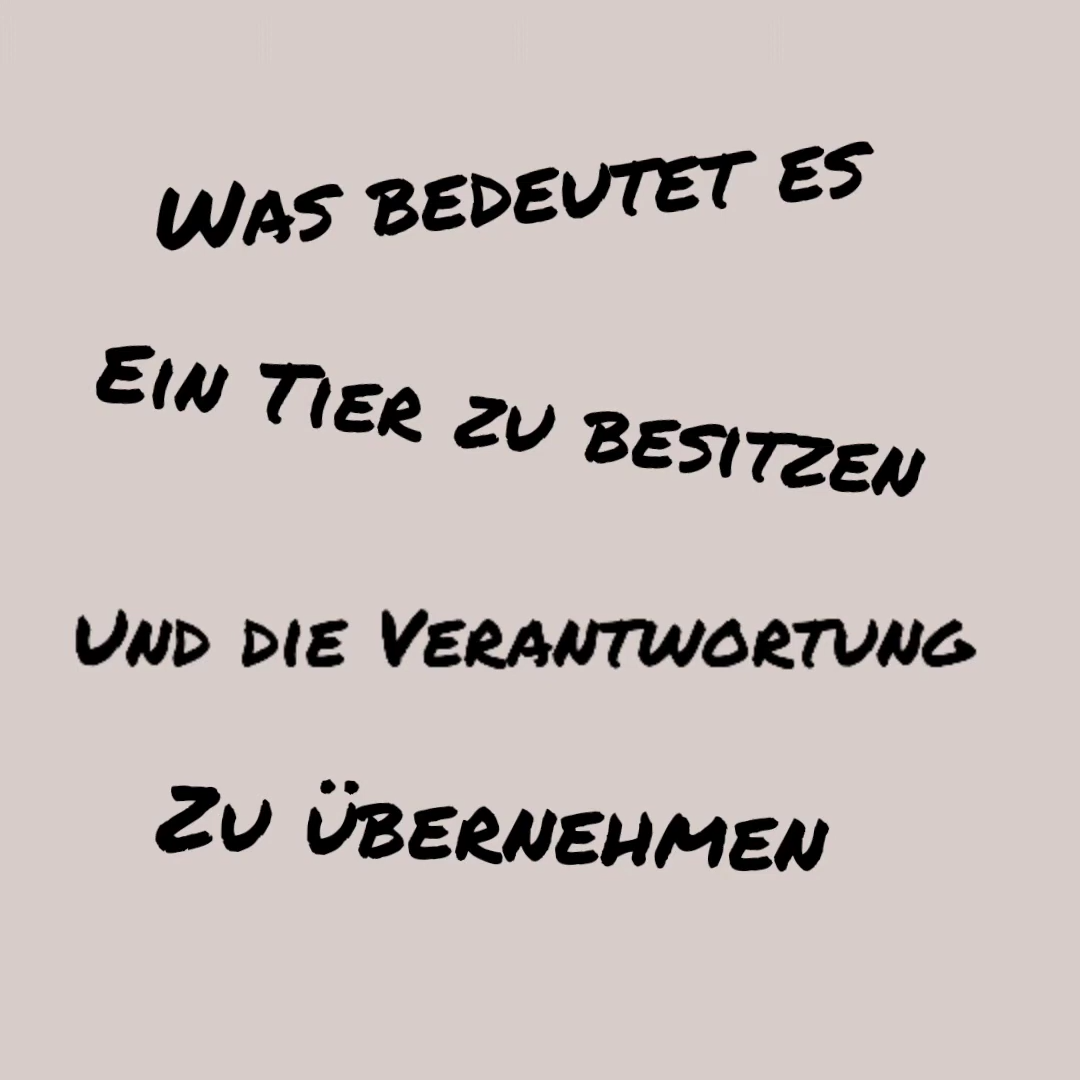 Was bedeutet es
Ein Tier zu besitzen
Und die Verantwortung
Zu übernehmen